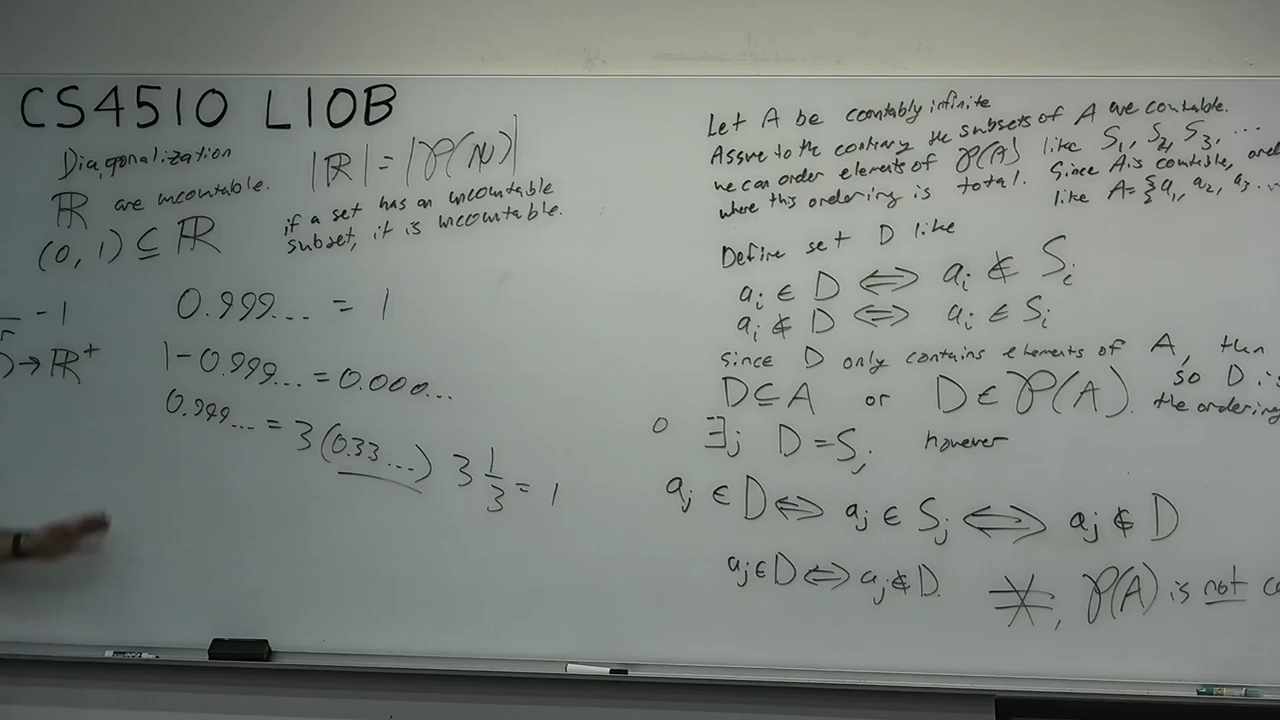 CS4510 L10B
Diagonalization
ℝ are uncountable.
(0, 1) ⊆ ℝ
|ℝ| = |𝒫(ℕ)|
if a set has an uncountable
subset, it is uncountable.
- 1
) → ℝ⁺
0.999... = 1
1 - 0.999... = 0.000...
0.999... = 3(0.33...) 3 1/3 = 1
Let A be countably infinite
Assume to the contrary the subsets of A are countable.
we can order elements of 𝒫(A) like S₁, S₂, S₃, ...
where this ordering is total. Since A is countable,
like A = {a₁, a₂, a₃ ..
Define set D like
aᵢ ∈ D ⟺ aᵢ ∉ Sᵢ
aᵢ ∉ D ⟺ aᵢ ∈ Sᵢ
since D only contains elements of A, then
D ⊆ A or D ∈ 𝒫(A). so D is
the ordering
∃j D = Sⱼ however
aⱼ ∈ D ⟺ aⱼ ∈ Sⱼ ⟺ aⱼ ∉ D
aⱼ ∈ D ⟺ aⱼ ∉ D. ※, 𝒫(A) is not